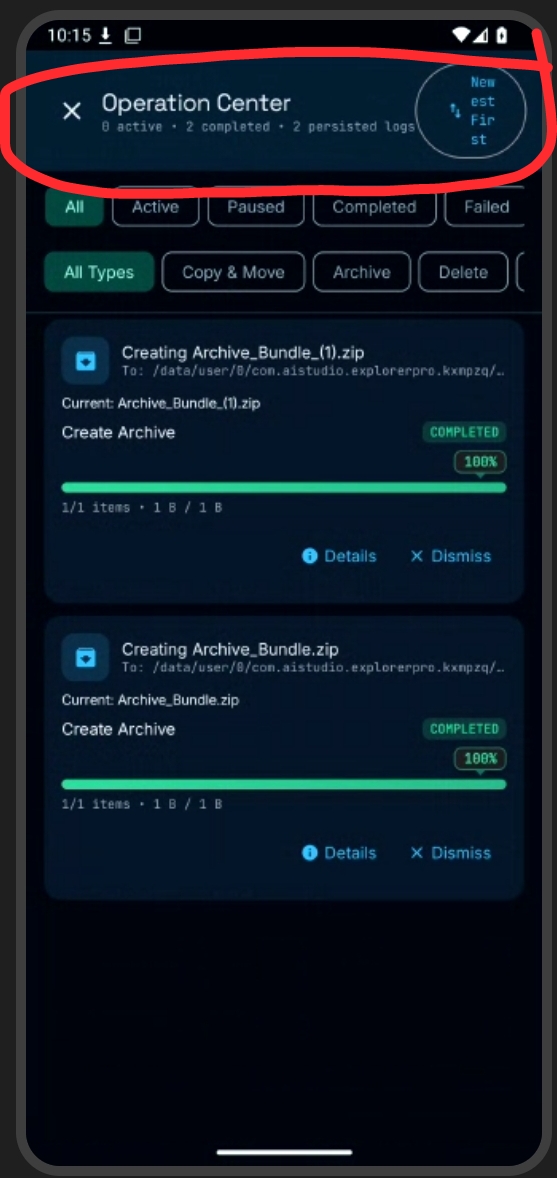 10:15
Operation Center
0 active • 2 completed • 2 persisted logs
New
est
Fir
st
All Active Paused Completed Failed
All Types Copy & Move Archive Delete
Creating Archive_Bundle_(1).zip
To: /data/user/0/com.aistudio.explorerpro.kxmpzq/…
Current: Archive_Bundle_(1).zip
Create Archive COMPLETED
100%
1/1 items • 1 B / 1 B
Details Dismiss
Creating Archive_Bundle.zip
To: /data/user/0/com.aistudio.explorerpro.kxmpzq/…
Current: Archive_Bundle.zip
Create Archive COMPLETED
100%
1/1 items • 1 B / 1 B
Details Dismiss